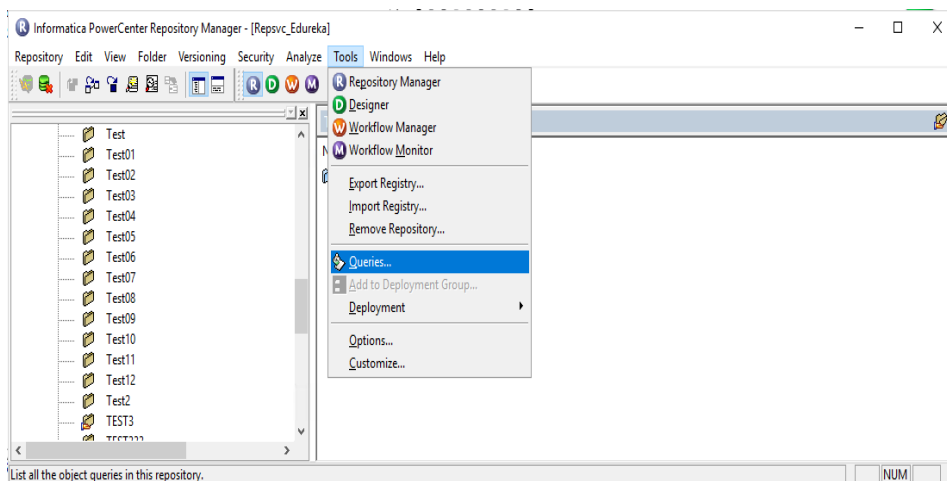 Informatica PowerCenter Repository Manager - [Repsvc_Edureka]
Repository Edit View Folder Versioning Security Analyze Tools Windows Help
Repository Manager
Designer
Workflow Manager
Workflow Monitor
Export Registry...
Import Registry...
Remove Repository...
Queries...
Add to Deployment Group...
Deployment
Options...
Customize...
Test
Test01
Test02
Test03
Test04
Test05
Test06
Test07
Test08
Test09
Test10
Test11
Test12
Test2
TEST3
List all the object queries in this repository.
NUM